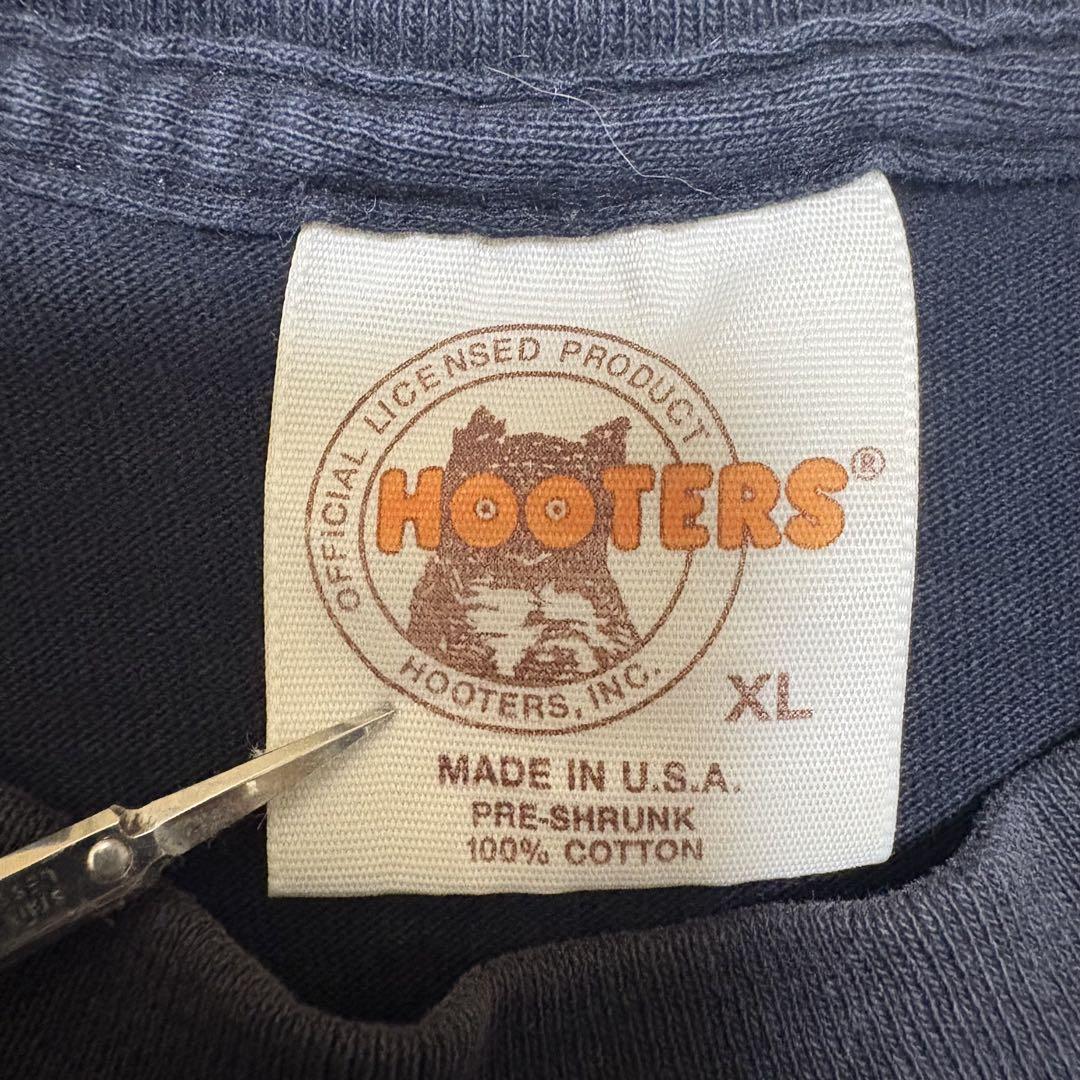 OFFICIAL LICENSED PRODUCT
HOOTERS®
HOOTERS, INC.
XL
MADE IN U.S.A.
PRE-SHRUNK
100% COTTON